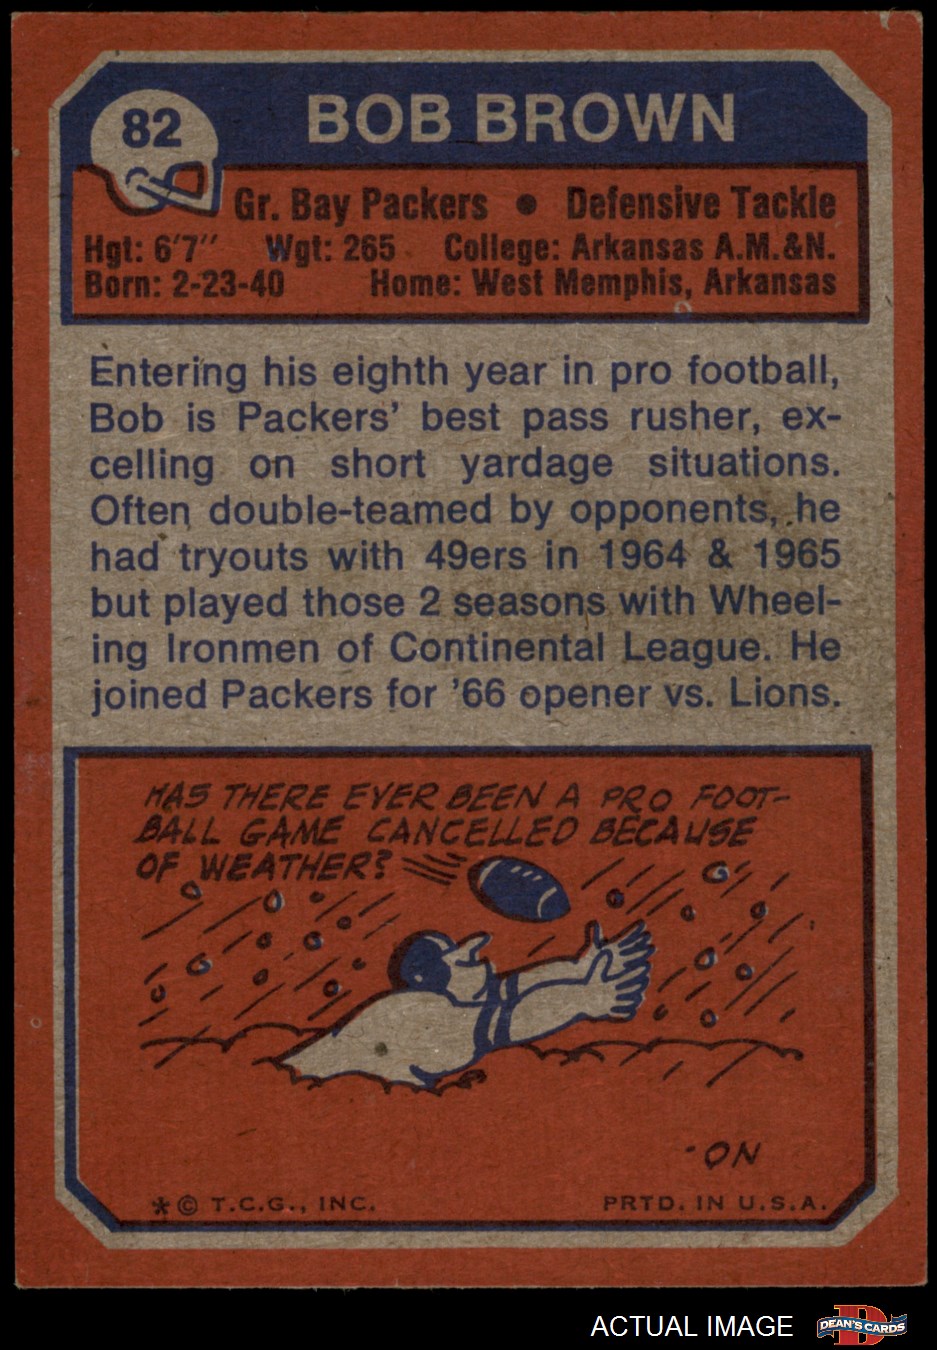 82
BOB BROWN
Gr. Bay Packers • Defensive Tackle
Hgt: 6'7" Wgt: 265 College: Arkansas A.M.&N.
Born: 2-23-40 Home: West Memphis, Arkansas
Entering his eighth year in pro football,
Bob is Packers' best pass rusher, ex-
celling on short yardage situations.
Often double-teamed by opponents, he
had tryouts with 49ers in 1964 & 1965
but played those 2 seasons with Wheel-
ing Ironmen of Continental League. He
joined Packers for '66 opener vs. Lions.
HAS THERE EVER BEEN A PRO FOOT-
BALL GAME CANCELLED BECAUSE
OF WEATHER?
·ON
* © T.C.G., INC. PRTD. IN U.S.A.
ACTUAL IMAGE
D
DEAN'S CARDS